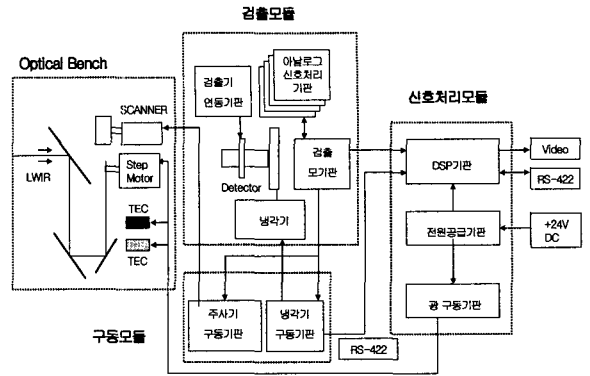 검출모듈
Optical Bench
신호처리모듈
SCANNER
LWIR
Step
Motor
TEC
TEC
검출기
연동기판
아날로그
신호처리
기판
Detector
검출
모기판
냉각기
DSP기판
Video
RS-422
전원공급기판
+24V
DC
광 구동기판
구동모듈
주사기
구동기판
냉각기
구동기판
RS-422